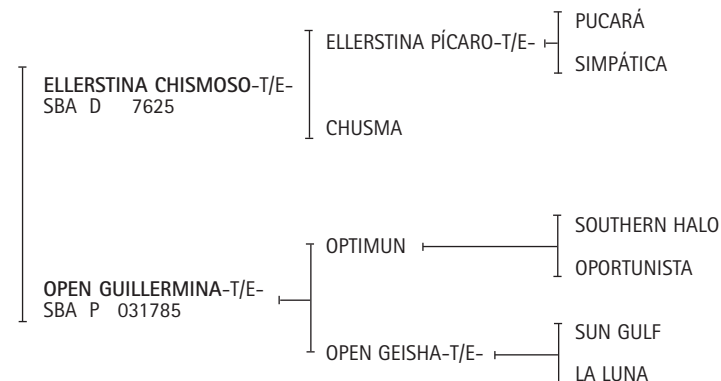 PUCARÁ
ELLERSTINA PÍCARO-T/E-
SIMPÁTICA
ELLERSTINA CHISMOSO-T/E-
SBA D 7625
CHUSMA
SOUTHERN HALO
OPTIMUN
OPORTUNISTA
OPEN GUILLERMINA-T/E-
SBA P 031785
SUN GULF
OPEN GEISHA-T/E-
LA LUNA